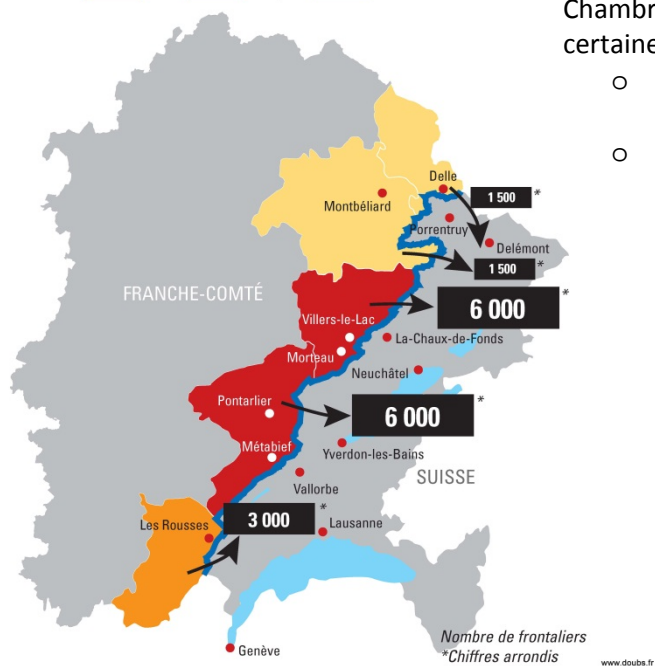 Chambr
certaine
Delle
1 500 *
Montbéliard
Porrentruy
Delémont
1 500 *
FRANCHE-COMTÉ
6 000 *
Villers-le-Lac
La-Chaux-de-Fonds
Morteau
Neuchâtel
Pontarlier
6 000 *
Métabief
Yverdon-les-Bains
SUISSE
Vallorbe
Les Rousses
3 000 *
Lausanne
Genève
Nombre de frontaliers
*Chiffres arrondis
www.doubs.fr